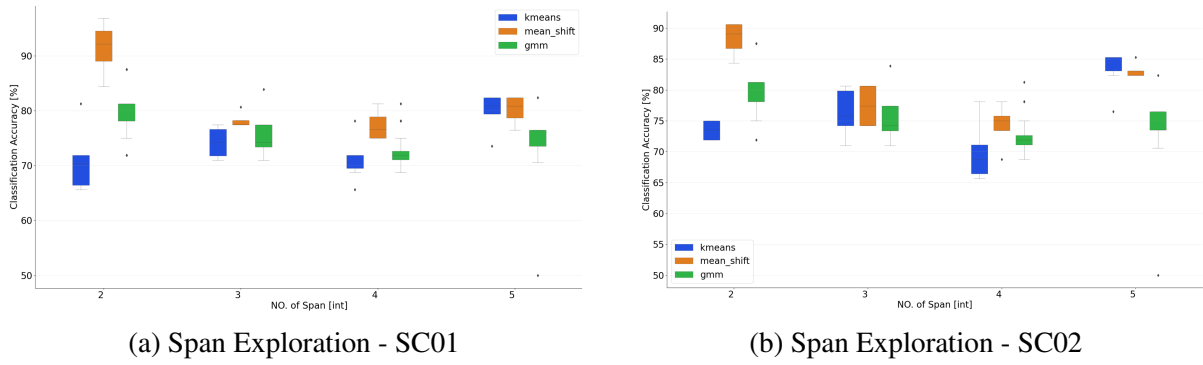 90
80
70
60
50
Classification Accuracy [%]
2
3
4
5
NO. of Span [int]
kmeans
mean_shift
gmm
(a) Span Exploration - SC01
90
85
80
75
70
65
60
55
50
Classification Accuracy [%]
2
3
4
5
NO. of Span [int]
kmeans
mean_shift
gmm
(b) Span Exploration - SC02